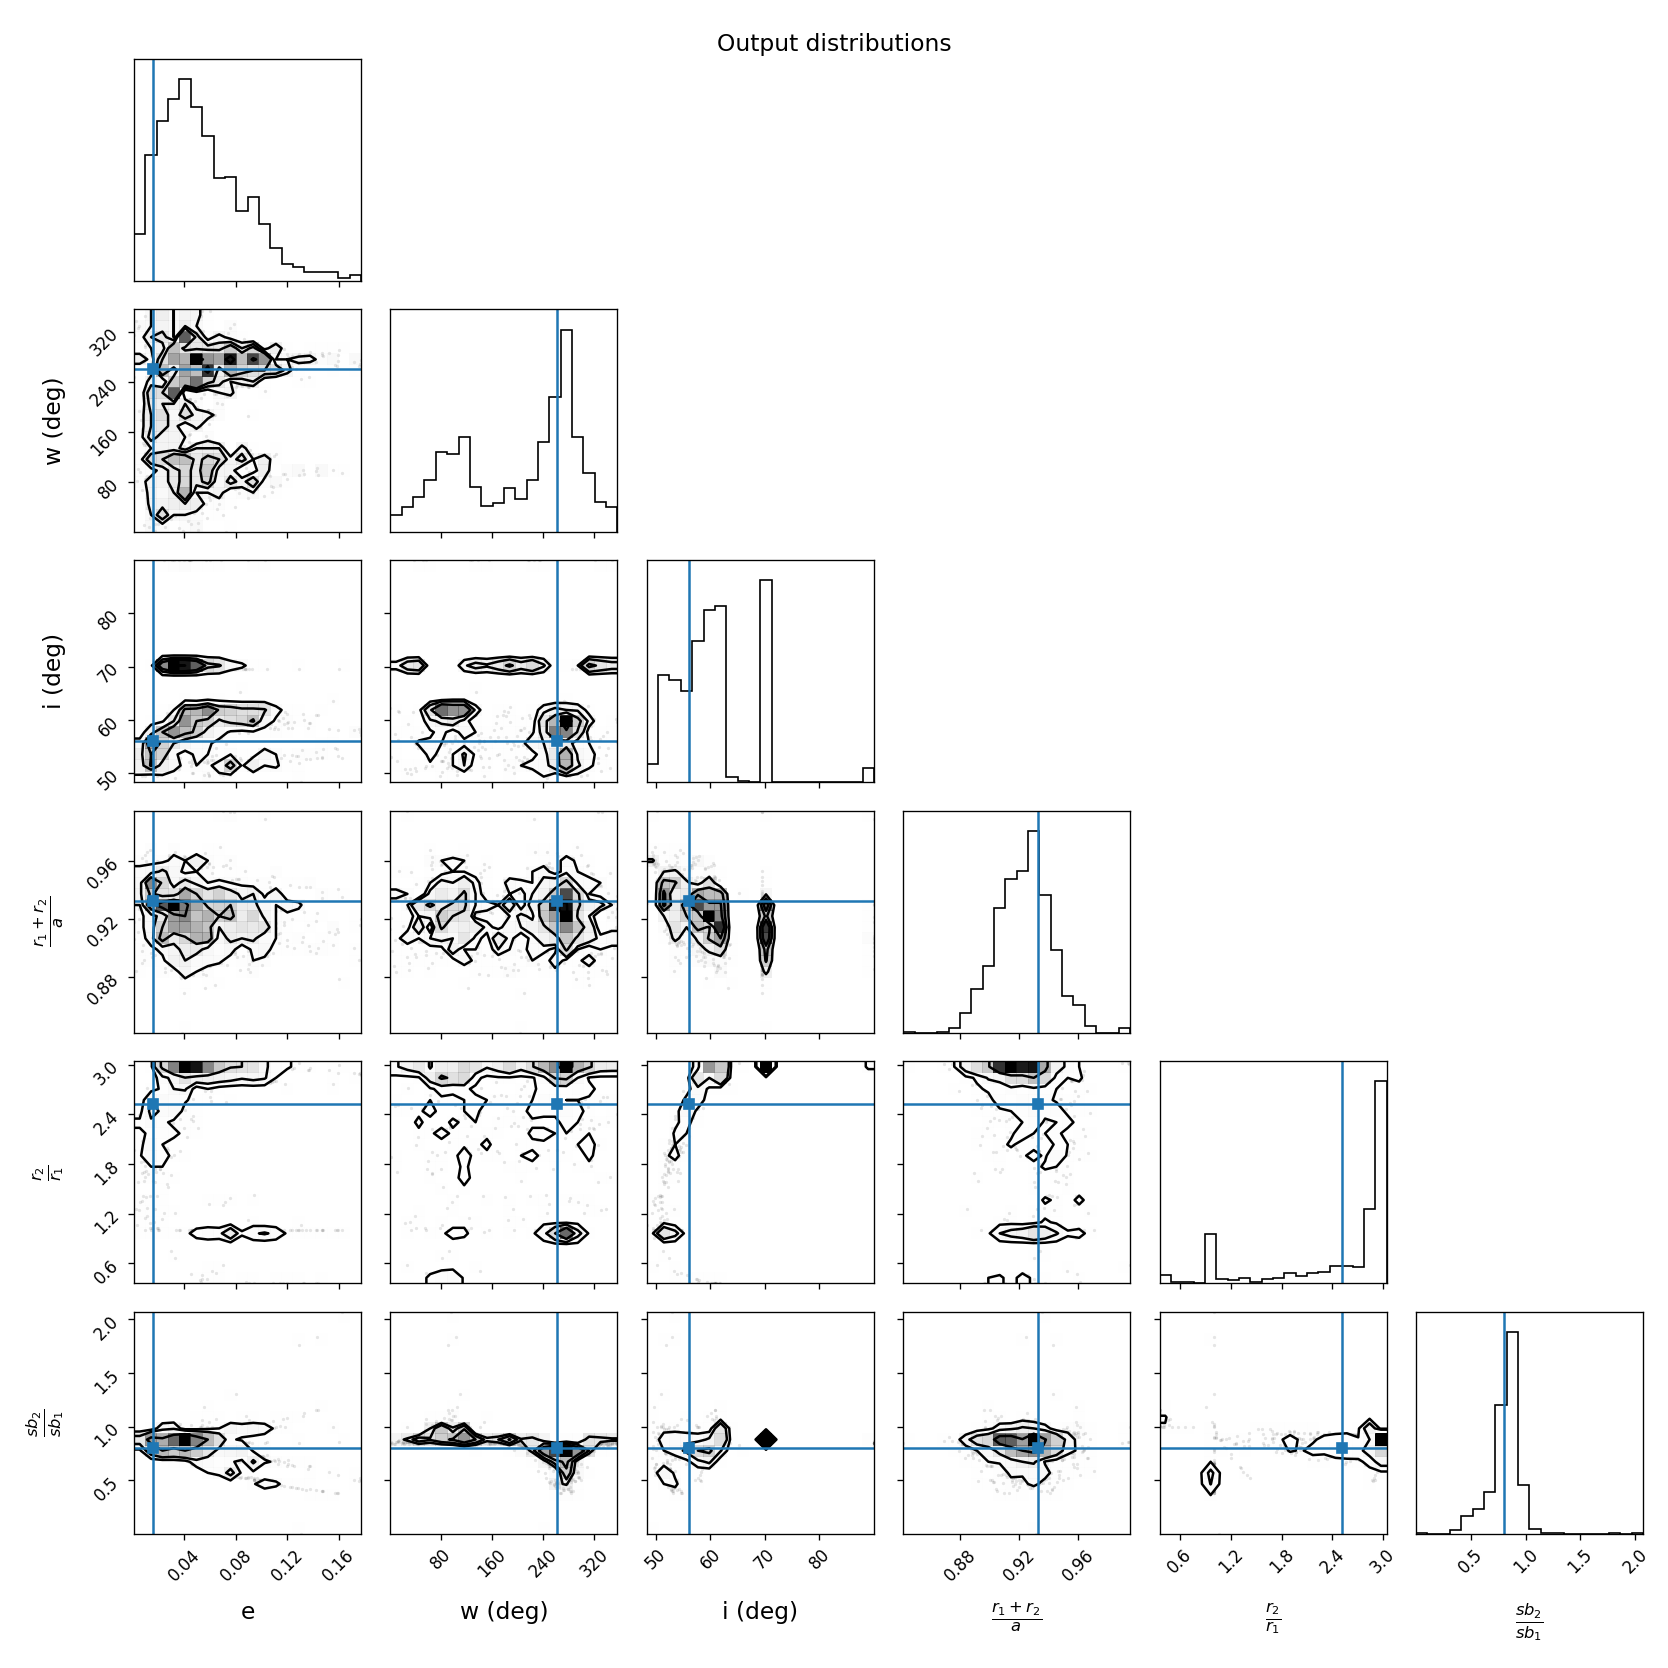 Output distributions
320
240
160
80
w (deg)
80
70
60
50
i (deg)
0.96
0.92
0.88
r₁ + r₂
a
3.0
2.4
1.8
1.2
0.6
r₂
r₁
2.0
1.5
1.0
0.5
sb₂
sb₁
0.04 0.08 0.12 0.16 80 160 240 320 50 60 70 80 0.88 0.92 0.96 0.6 1.2 1.8 2.4 3.0 0.5 1.0 1.5 2.0
e w (deg) i (deg)
r₁ + r₂
a
r₂
r₁
sb₂
sb₁